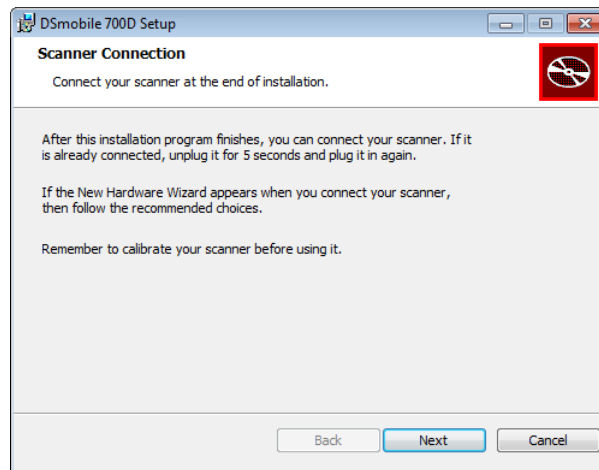 DSmobile 700D Setup
Scanner Connection
Connect your scanner at the end of installation.
After this installation program finishes, you can connect your scanner. If it
is already connected, unplug it for 5 seconds and plug it in again.
If the New Hardware Wizard appears when you connect your scanner,
then follow the recommended choices.
Remember to calibrate your scanner before using it.
Back
Next
Cancel